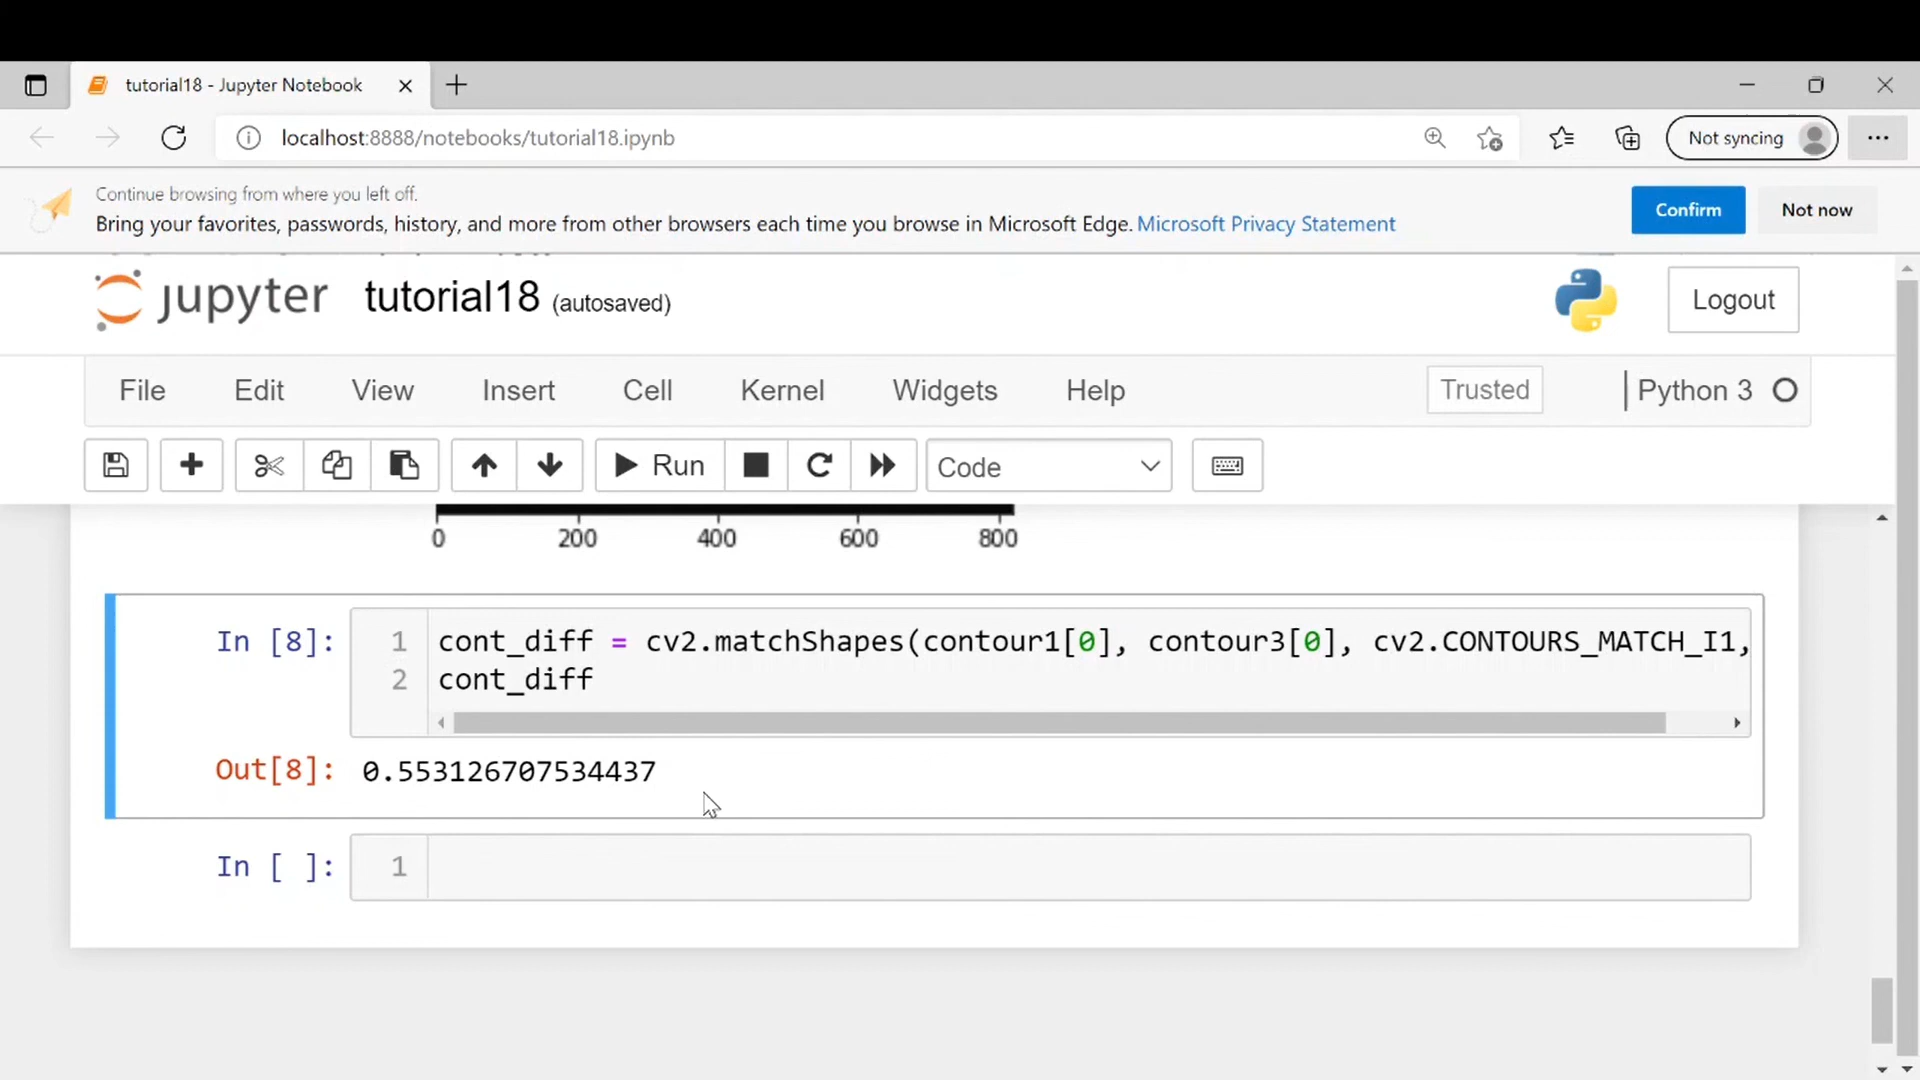 tutorial18 - Jupyter Notebook
localhost:8888/notebooks/tutorial18.ipynb
Not syncing
Continue browsing from where you left off.
Bring your favorites, passwords, history, and more from other browsers each time you browse in Microsoft Edge. Microsoft Privacy Statement
Confirm
Not now
jupyter tutorial18 (autosaved)
Logout
File Edit View Insert Cell Kernel Widgets Help
Trusted
Python 3
Run
Code
0 200 400 600 800
In [8]: 1 cont_diff = cv2.matchShapes(contour1[0], contour3[0], cv2.CONTOURS_MATCH_I1,
2 cont_diff
Out[8]: 0.553126707534437
In [ ]: 1